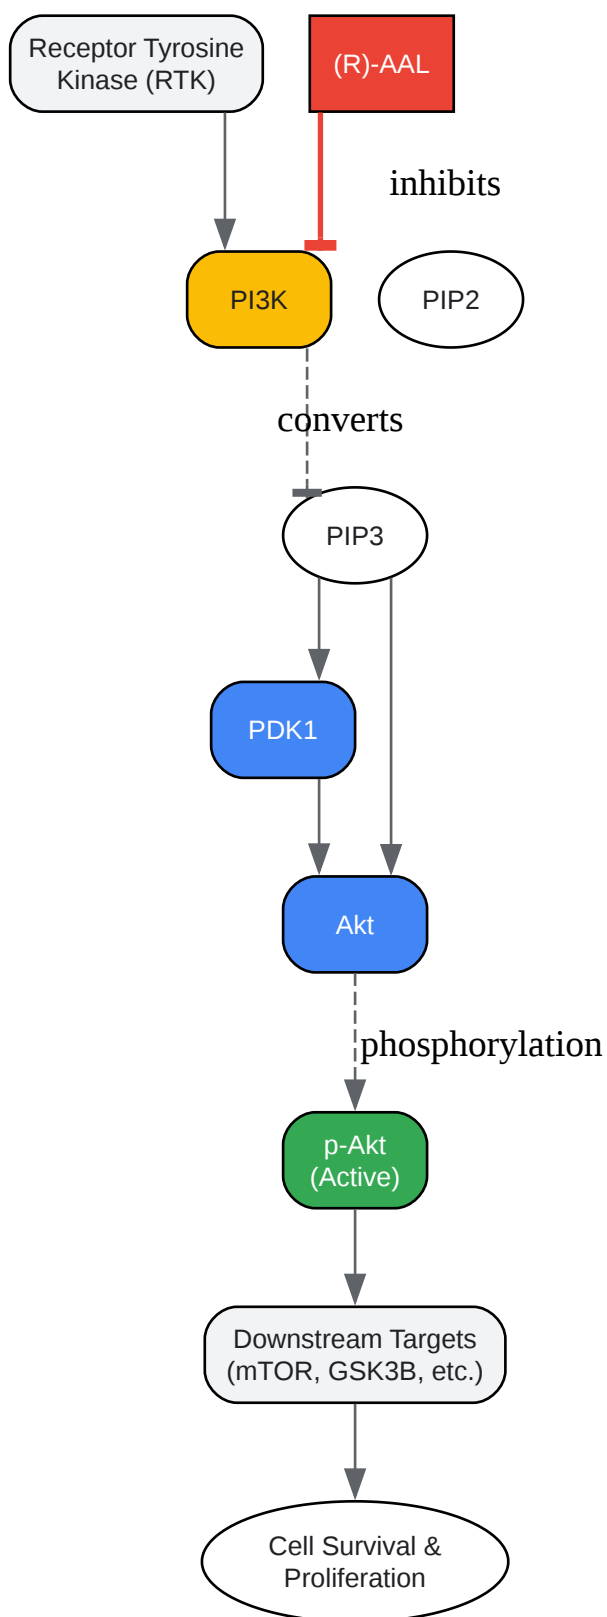 Receptor Tyrosine
Kinase (RTK)
(R)-AAL
inhibits
PI3K
PIP2
converts
PIP3
PDK1
Akt
phosphorylation
p-Akt
(Active)
Downstream Targets
(mTOR, GSK3B, etc.)
Cell Survival &
Proliferation